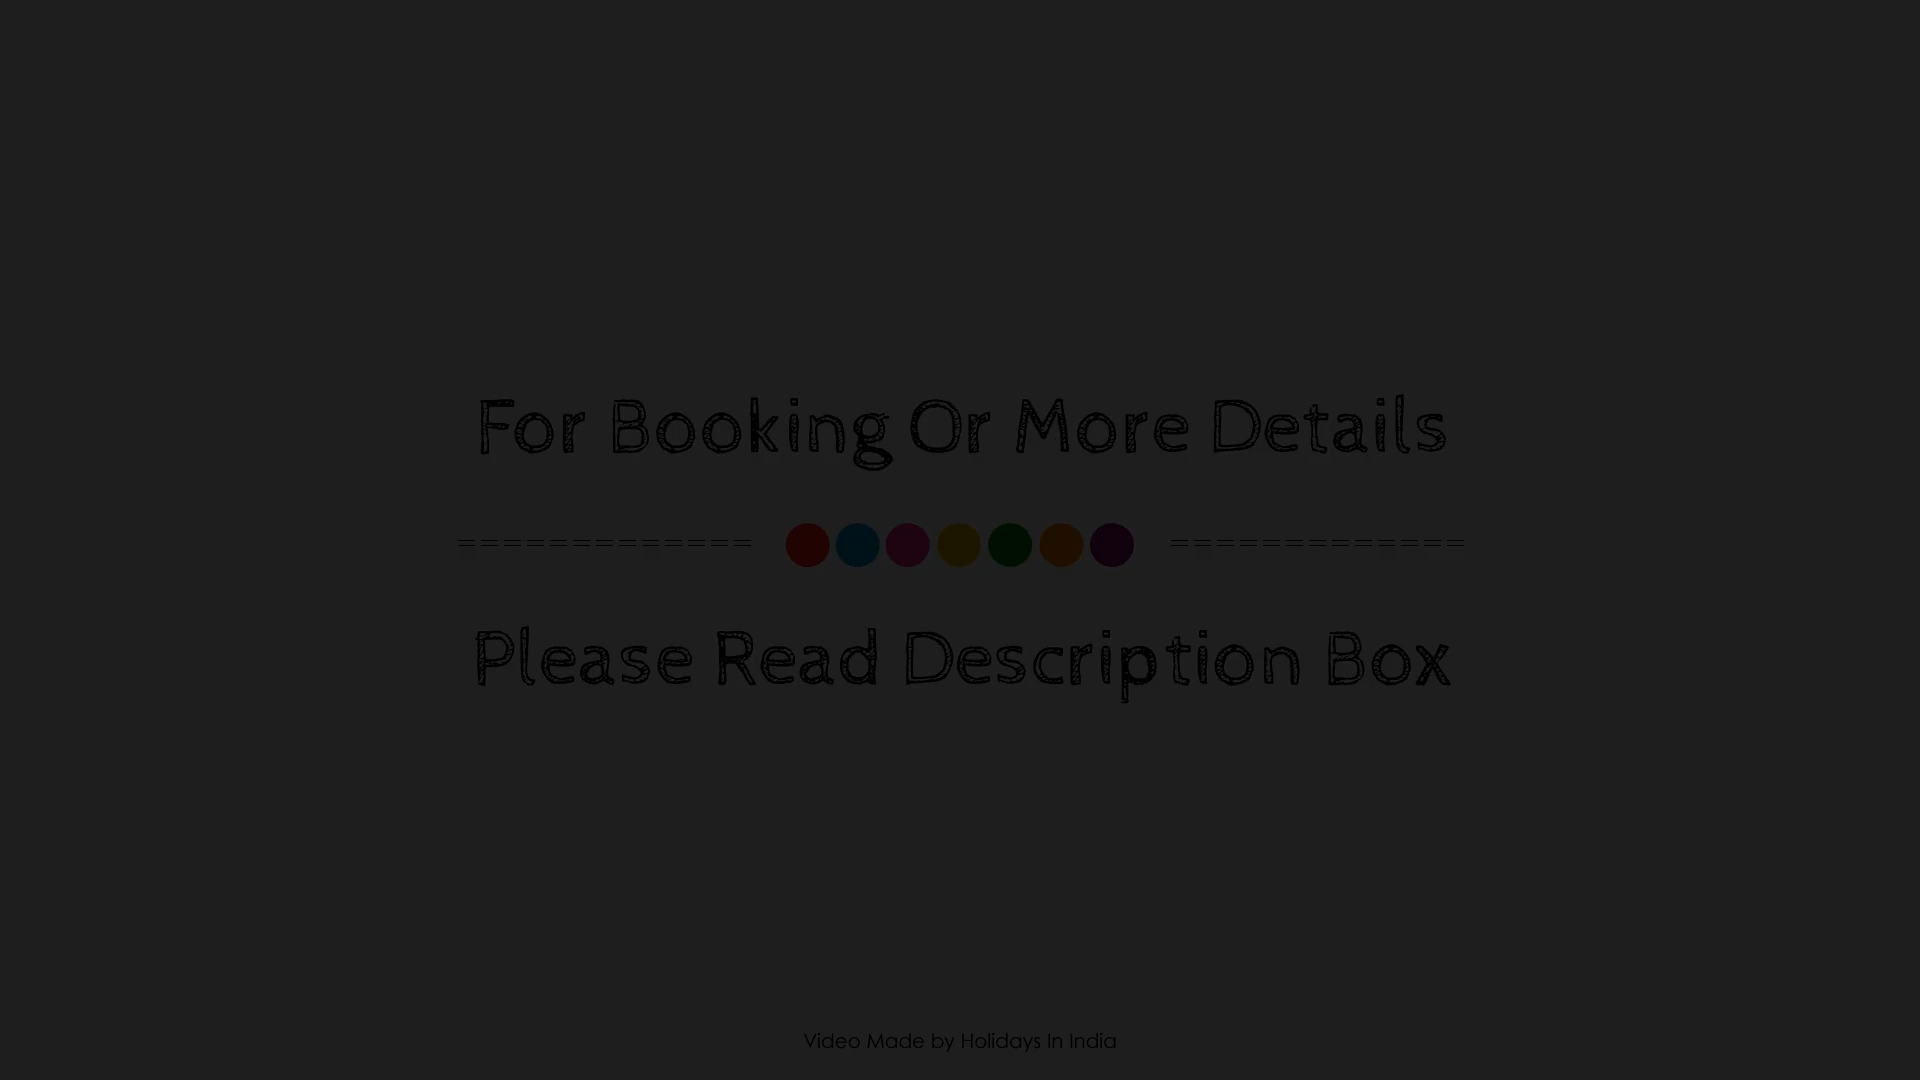 For Booking Or More Details
============= =============
Please Read Description Box
Video Made by Holidays In India